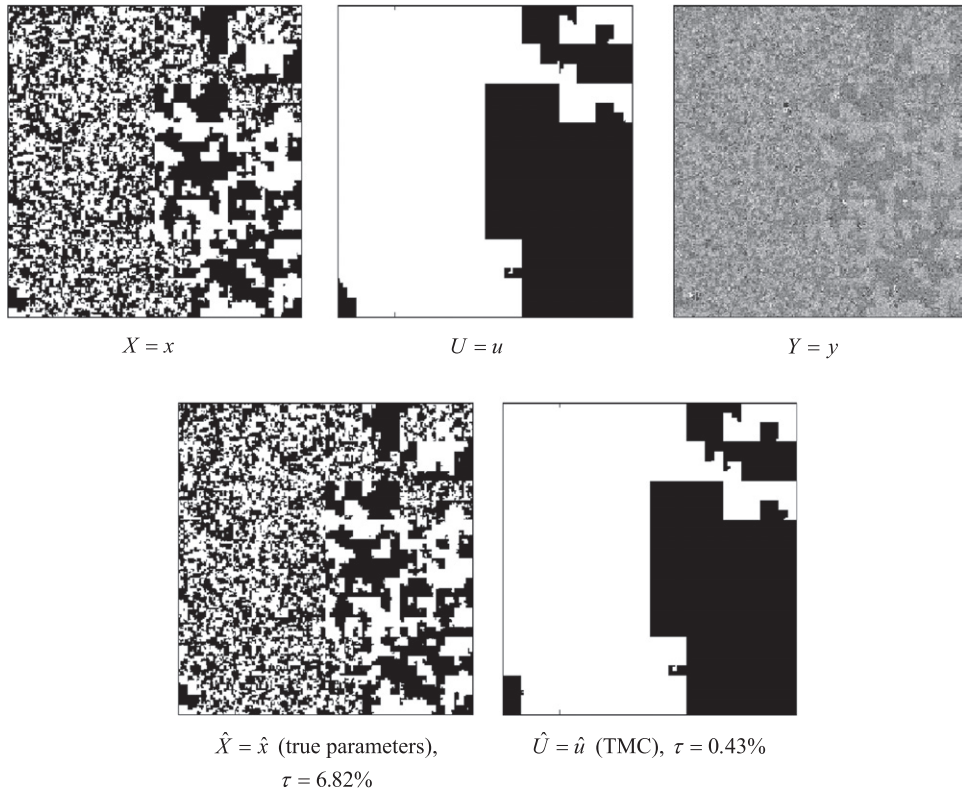 X = x
U = u
Y = y
X̂ = x̂ (true parameters),
τ = 6.82%
Û = û (TMC), τ = 0.43%